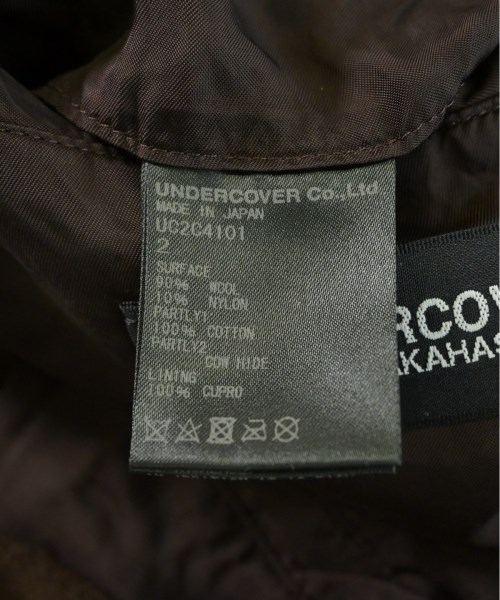 UNDERCOVER Co.,Ltd
MADE IN JAPAN
UC2C4101
2
SURFACE
90% WOOL
10% NYLON
PARTLY1
100% COTTON
PARTLY2
COW HIDE
LINING
100% CUPRO
RCO
AKAHAS